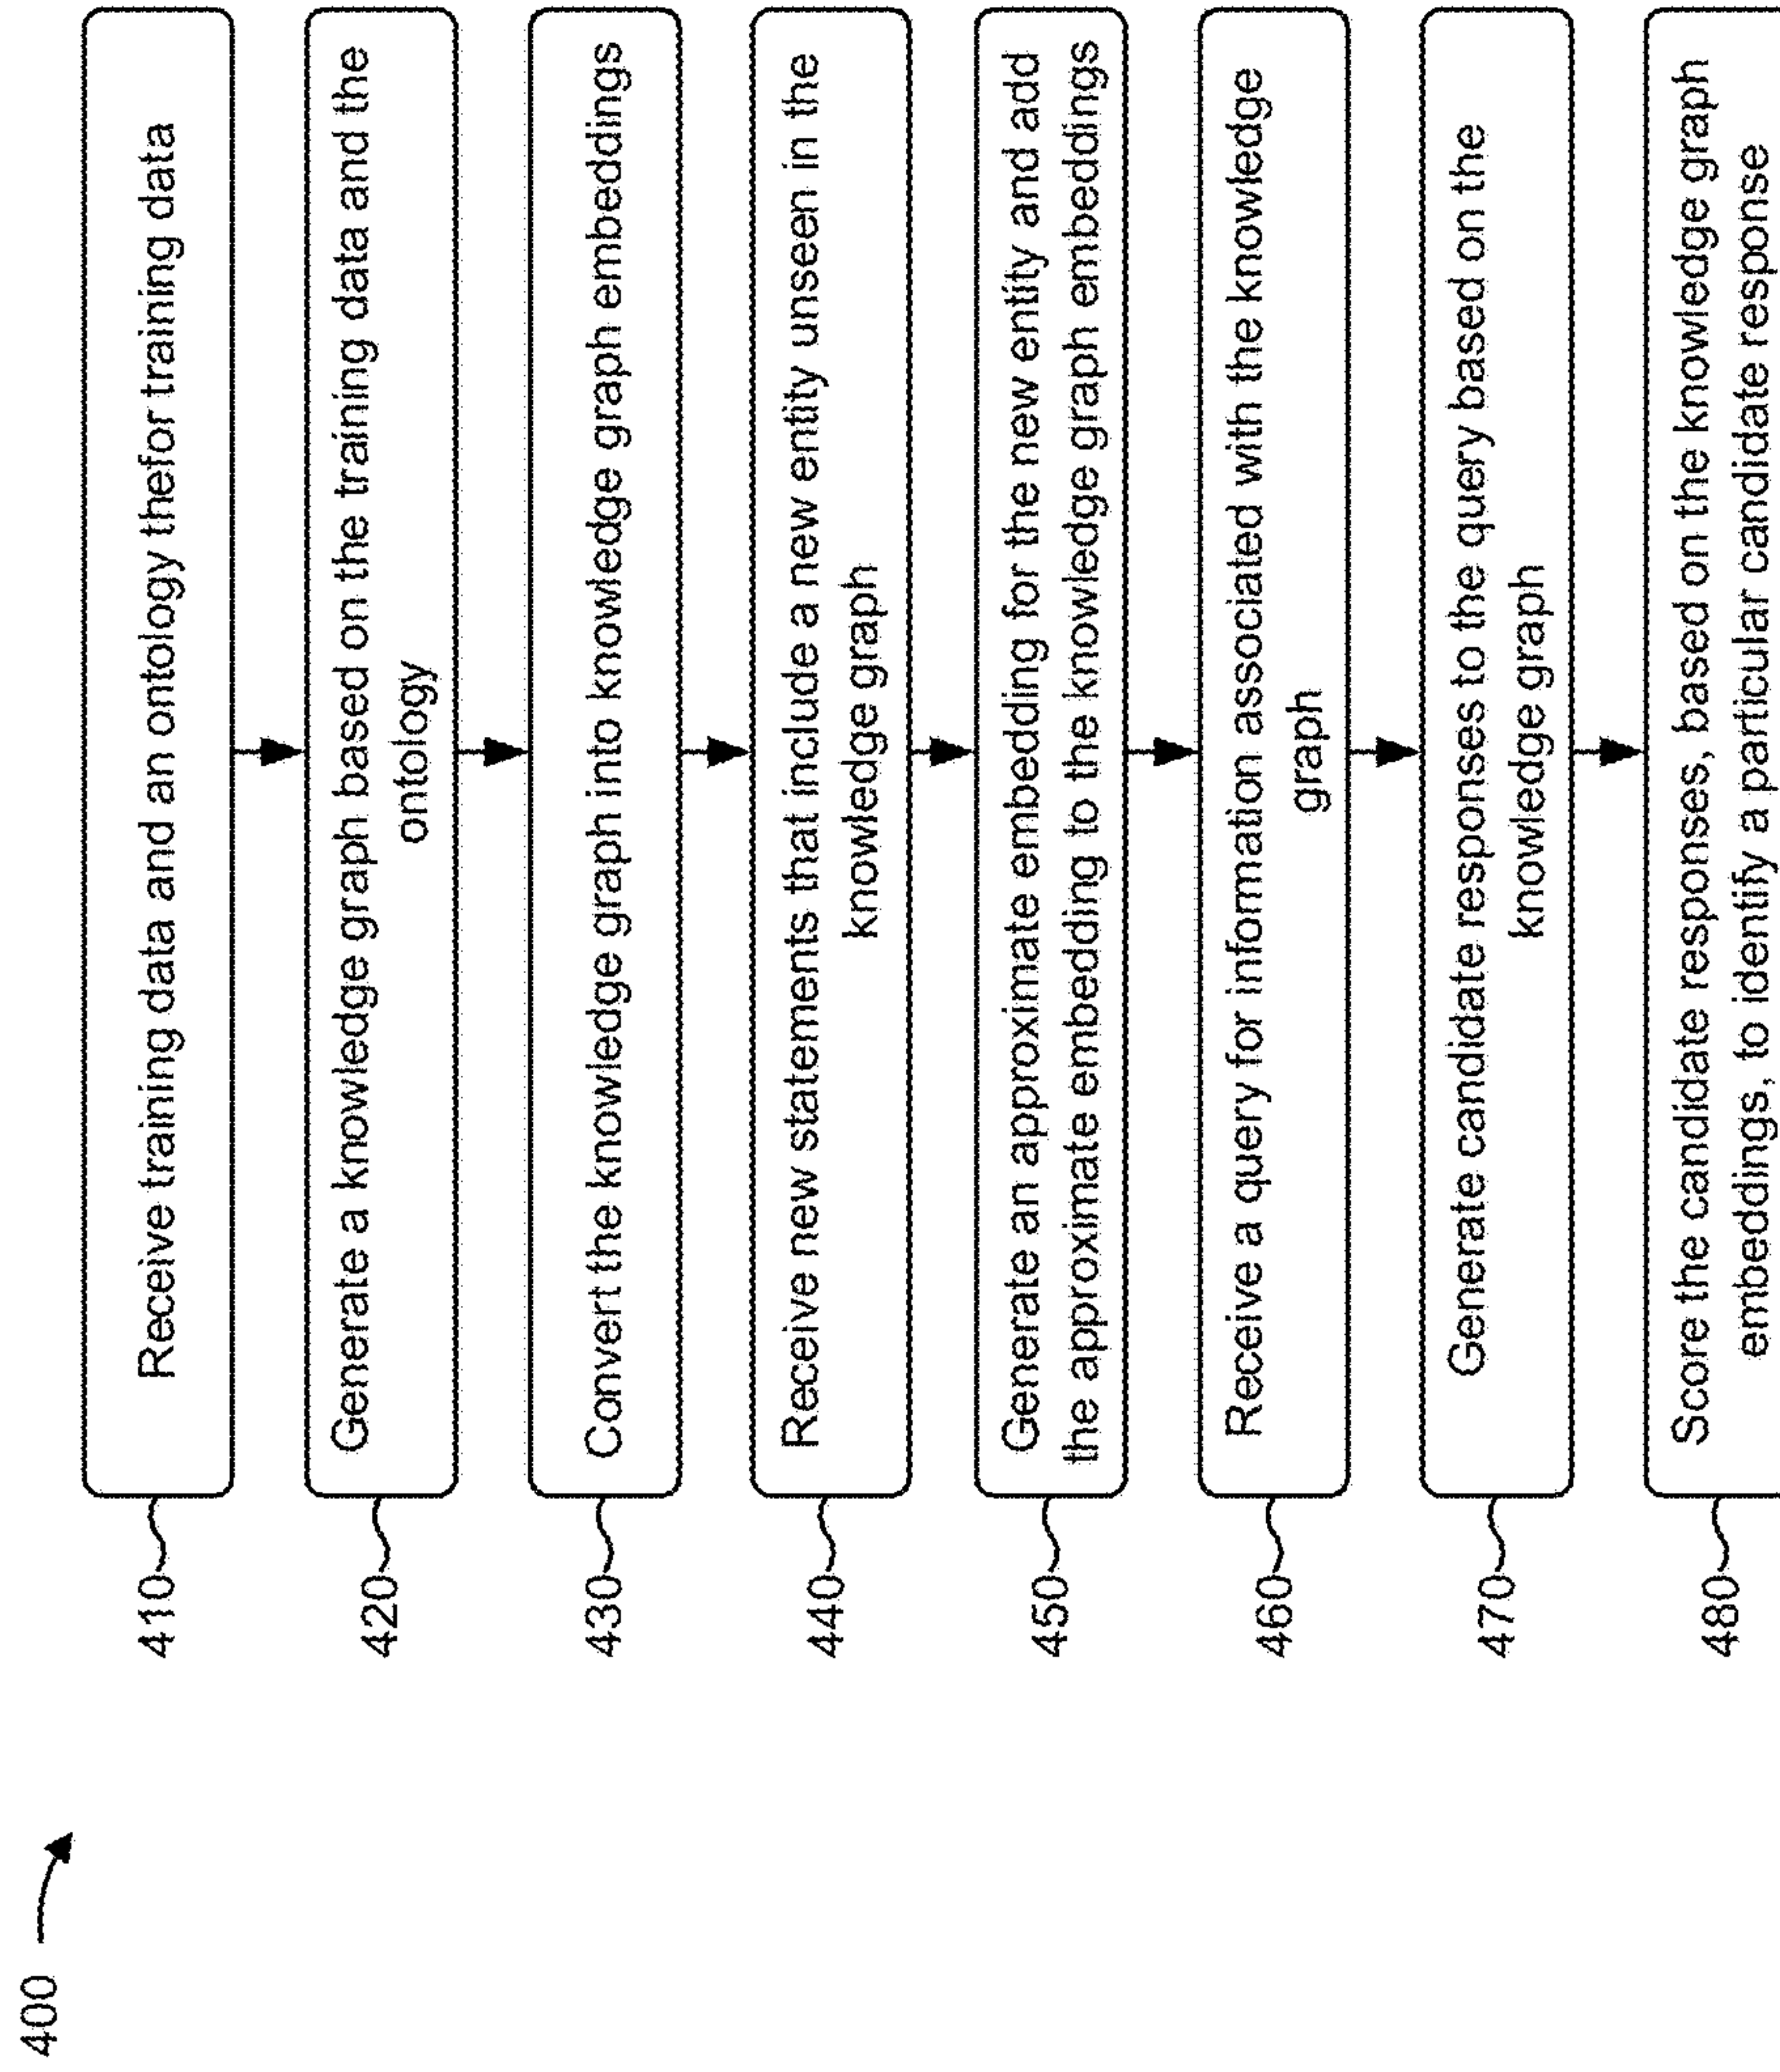 400
410
Receive training data and an ontology thefor training data
420
Generate a knowledge graph based on the training data and the
ontology
430
Convert the knowledge graph into knowledge graph embeddings
440
Receive new statements that include a new entity unseen in the
knowledge graph
450
Generate an approximate embedding for the new entity and add
the approximate embedding to the knowledge graph embeddings
460
Receive a query for information associated with the knowledge
graph
470
Generate candidate responses to the query based on the
knowledge graph
480
Score the candidate responses, based on the knowledge graph
embeddings, to identify a particular candidate response